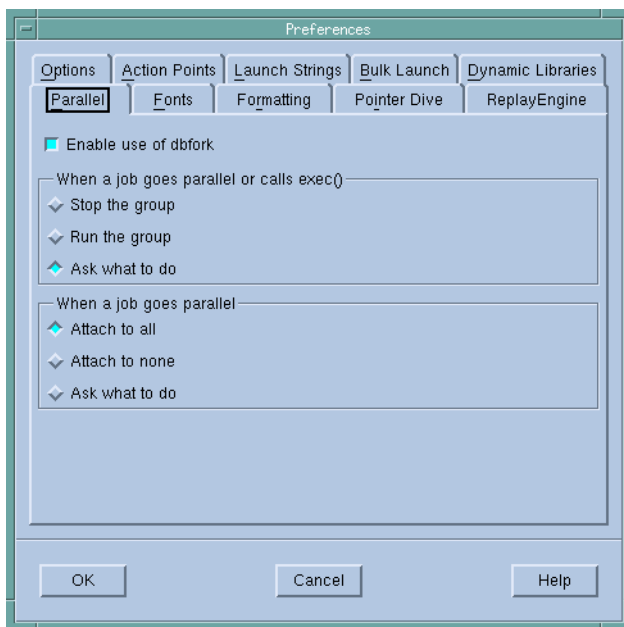 Preferences
Options Action Points Launch Strings Bulk Launch Dynamic Libraries
Parallel Fonts Formatting Pointer Dive ReplayEngine
Enable use of dbfork
When a job goes parallel or calls exec()
Stop the group
Run the group
Ask what to do
When a job goes parallel
Attach to all
Attach to none
Ask what to do
OK Cancel Help